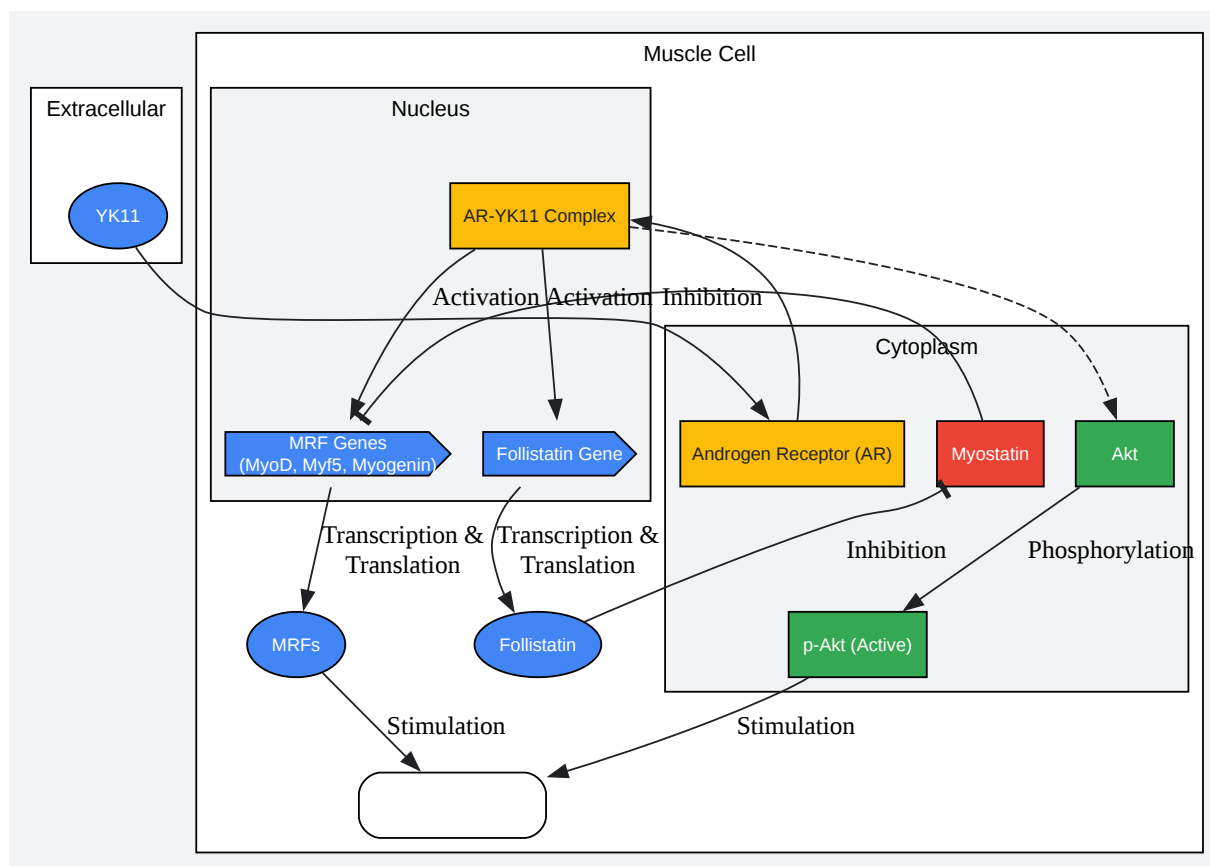 Muscle Cell
Extracellular
Nucleus
YK11
AR-YK11 Complex
Activation
Activation
Inhibition
Cytoplasm
MRF Genes
(MyoD, Myf5, Myogenin)
Follistatin Gene
Androgen Receptor (AR)
Myostatin
Akt
Transcription &
Translation
Transcription &
Translation
Inhibition
Phosphorylation
MRFs
Follistatin
p-Akt (Active)
Stimulation
Stimulation